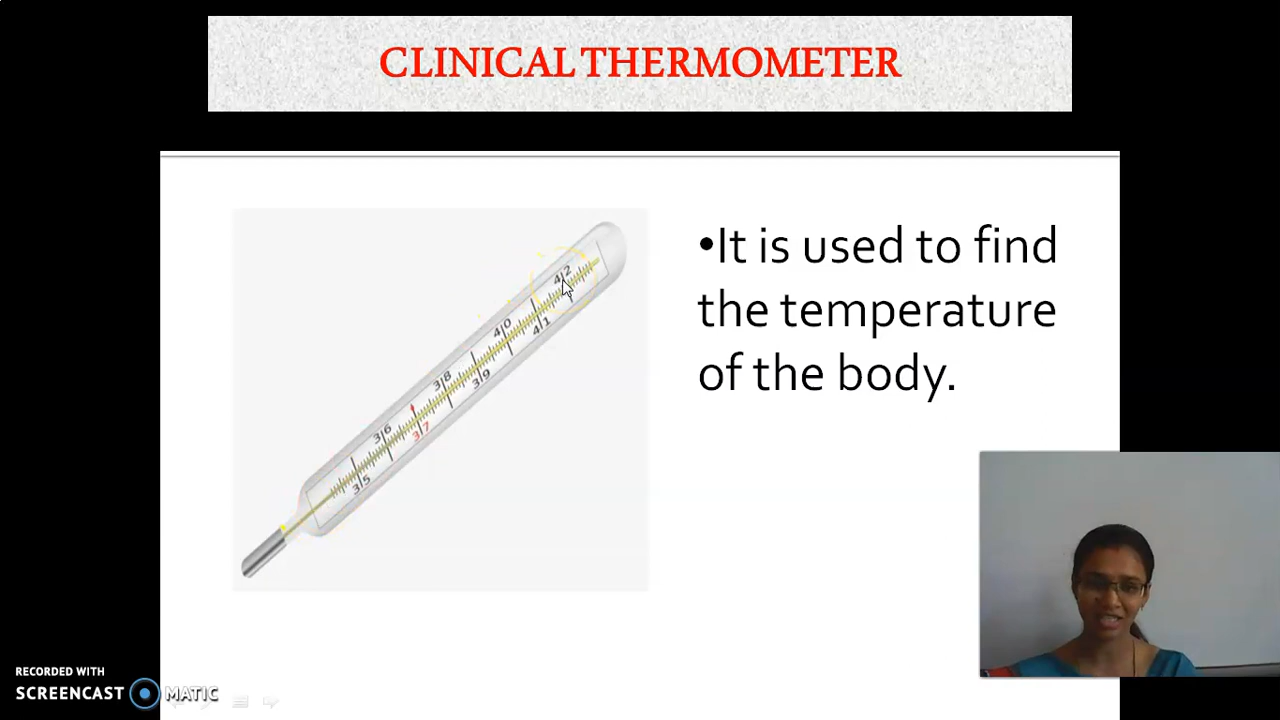 CLINICAL THERMOMETER
•It is used to find
the temperature
of the body.
42
40
41
38
39
36
37
35
RECORDED WITH
SCREENCAST MATIC